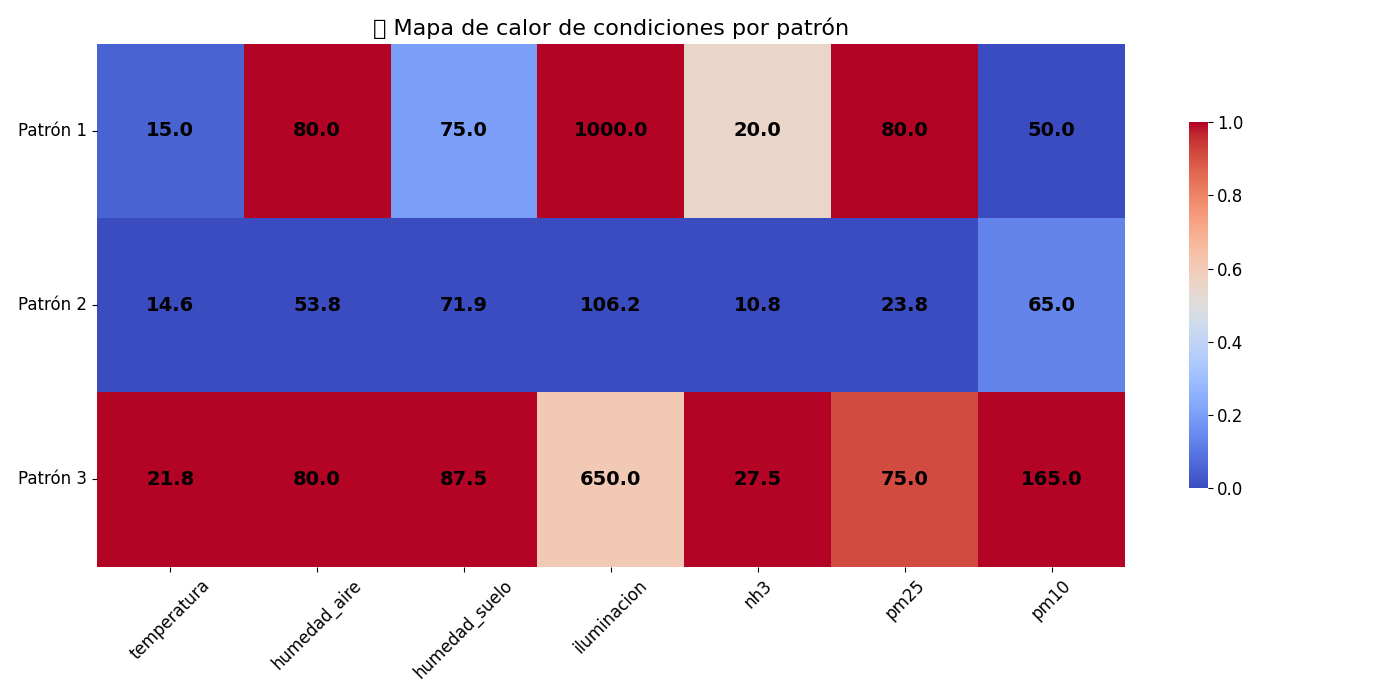 Mapa de calor de condiciones por patrón
Patrón 1 15.0 80.0 75.0 1000.0 20.0 80.0 50.0
Patrón 2 14.6 53.8 71.9 106.2 10.8 23.8 65.0
Patrón 3 21.8 80.0 87.5 650.0 27.5 75.0 165.0
temperatura humedad_aire humedad_suelo iluminacion nh3 pm25 pm10
1.0
0.8
0.6
0.4
0.2
0.0